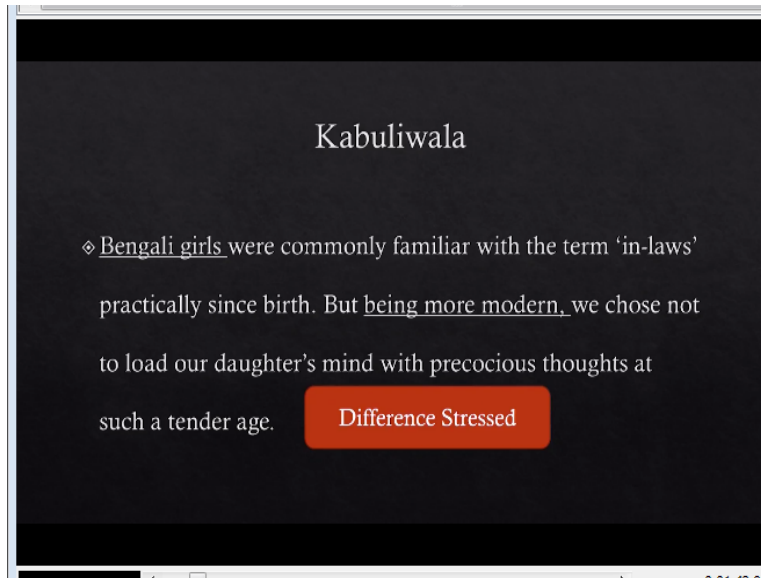 Kabuliwala
Bengali girls were commonly familiar with the term ‘in-laws’
practically since birth. But being more modern, we chose not
to load our daughter’s mind with precocious thoughts at
such a tender age.
Difference Stressed